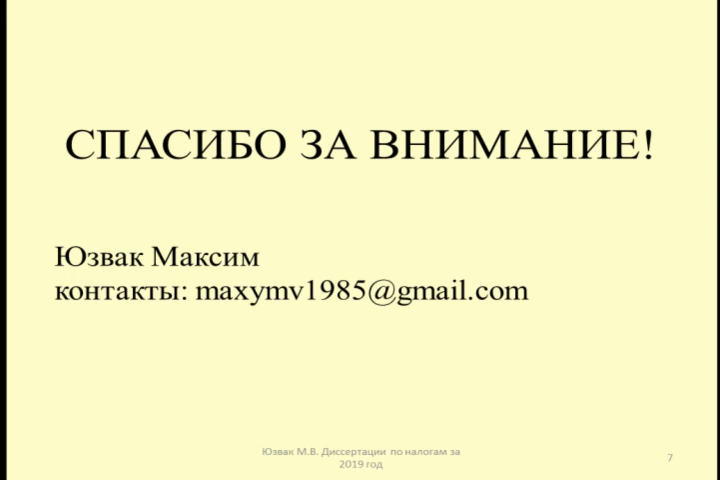 СПАСИБО ЗА ВНИМАНИЕ!
Юзвак Максим
контакты: maxymv1985@gmail.com
Юзвак М.В. Диссертации по налогам за
2019 год
7